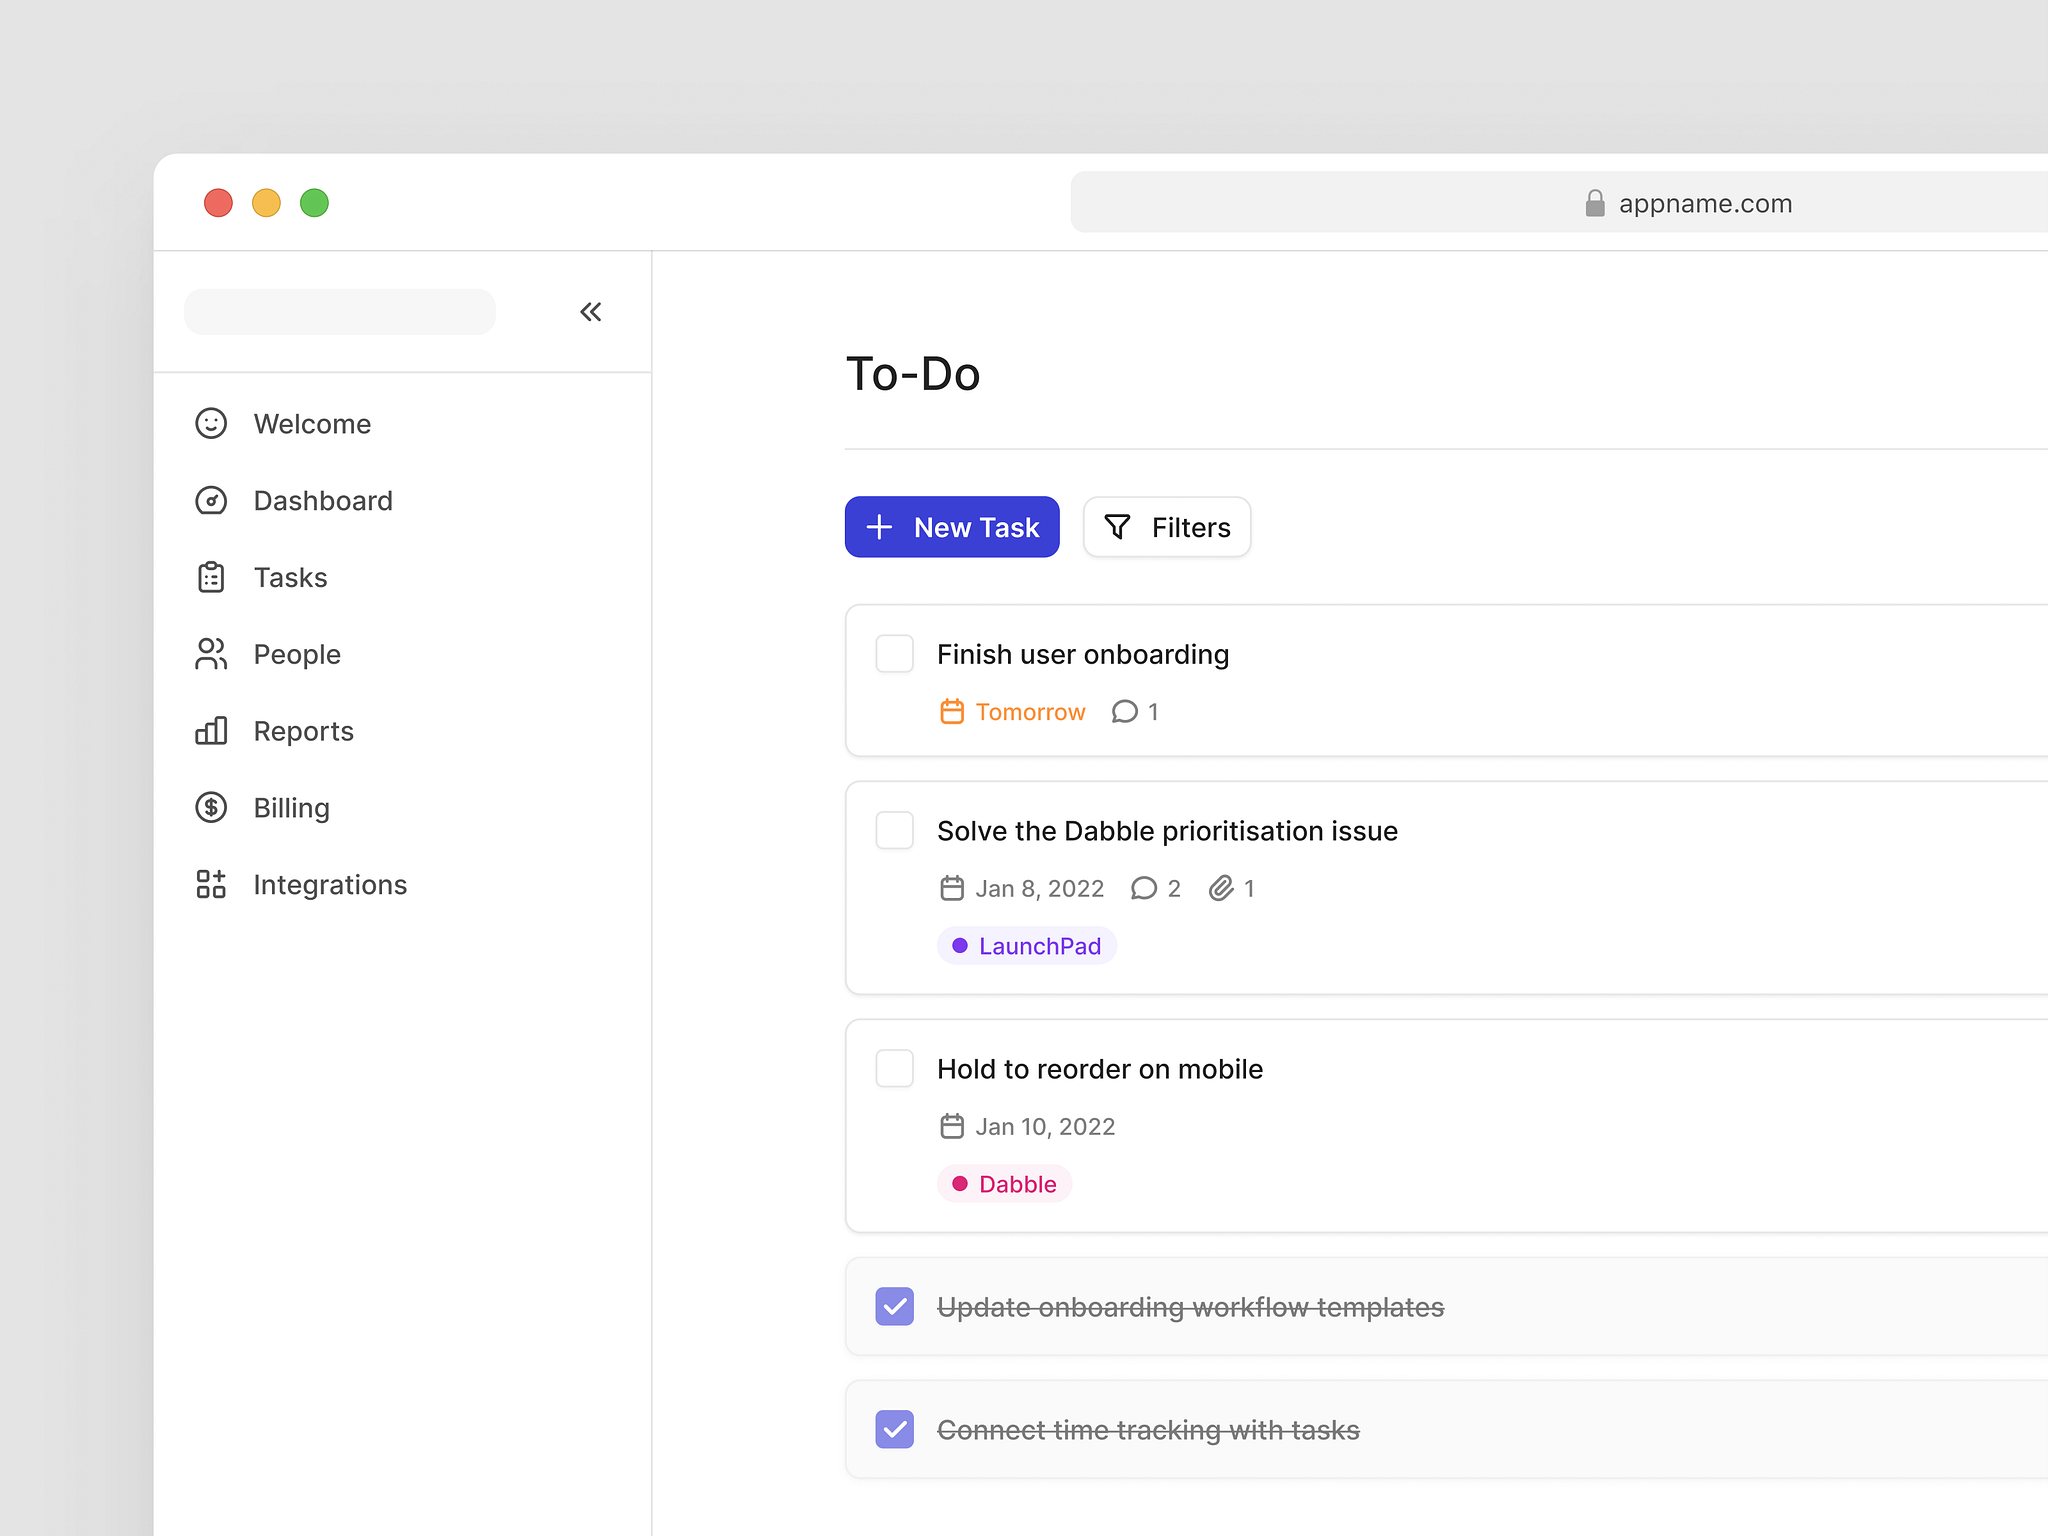 appname.com
Welcome
Dashboard
Tasks
People
Reports
Billing
Integrations
To-Do
New Task
Filters
Finish user onboarding
Tomorrow 1
Solve the Dabble prioritisation issue
Jan 8, 2022 2 1
LaunchPad
Hold to reorder on mobile
Jan 10, 2022
Dabble
Update onboarding workflow templates
Connect time tracking with tasks